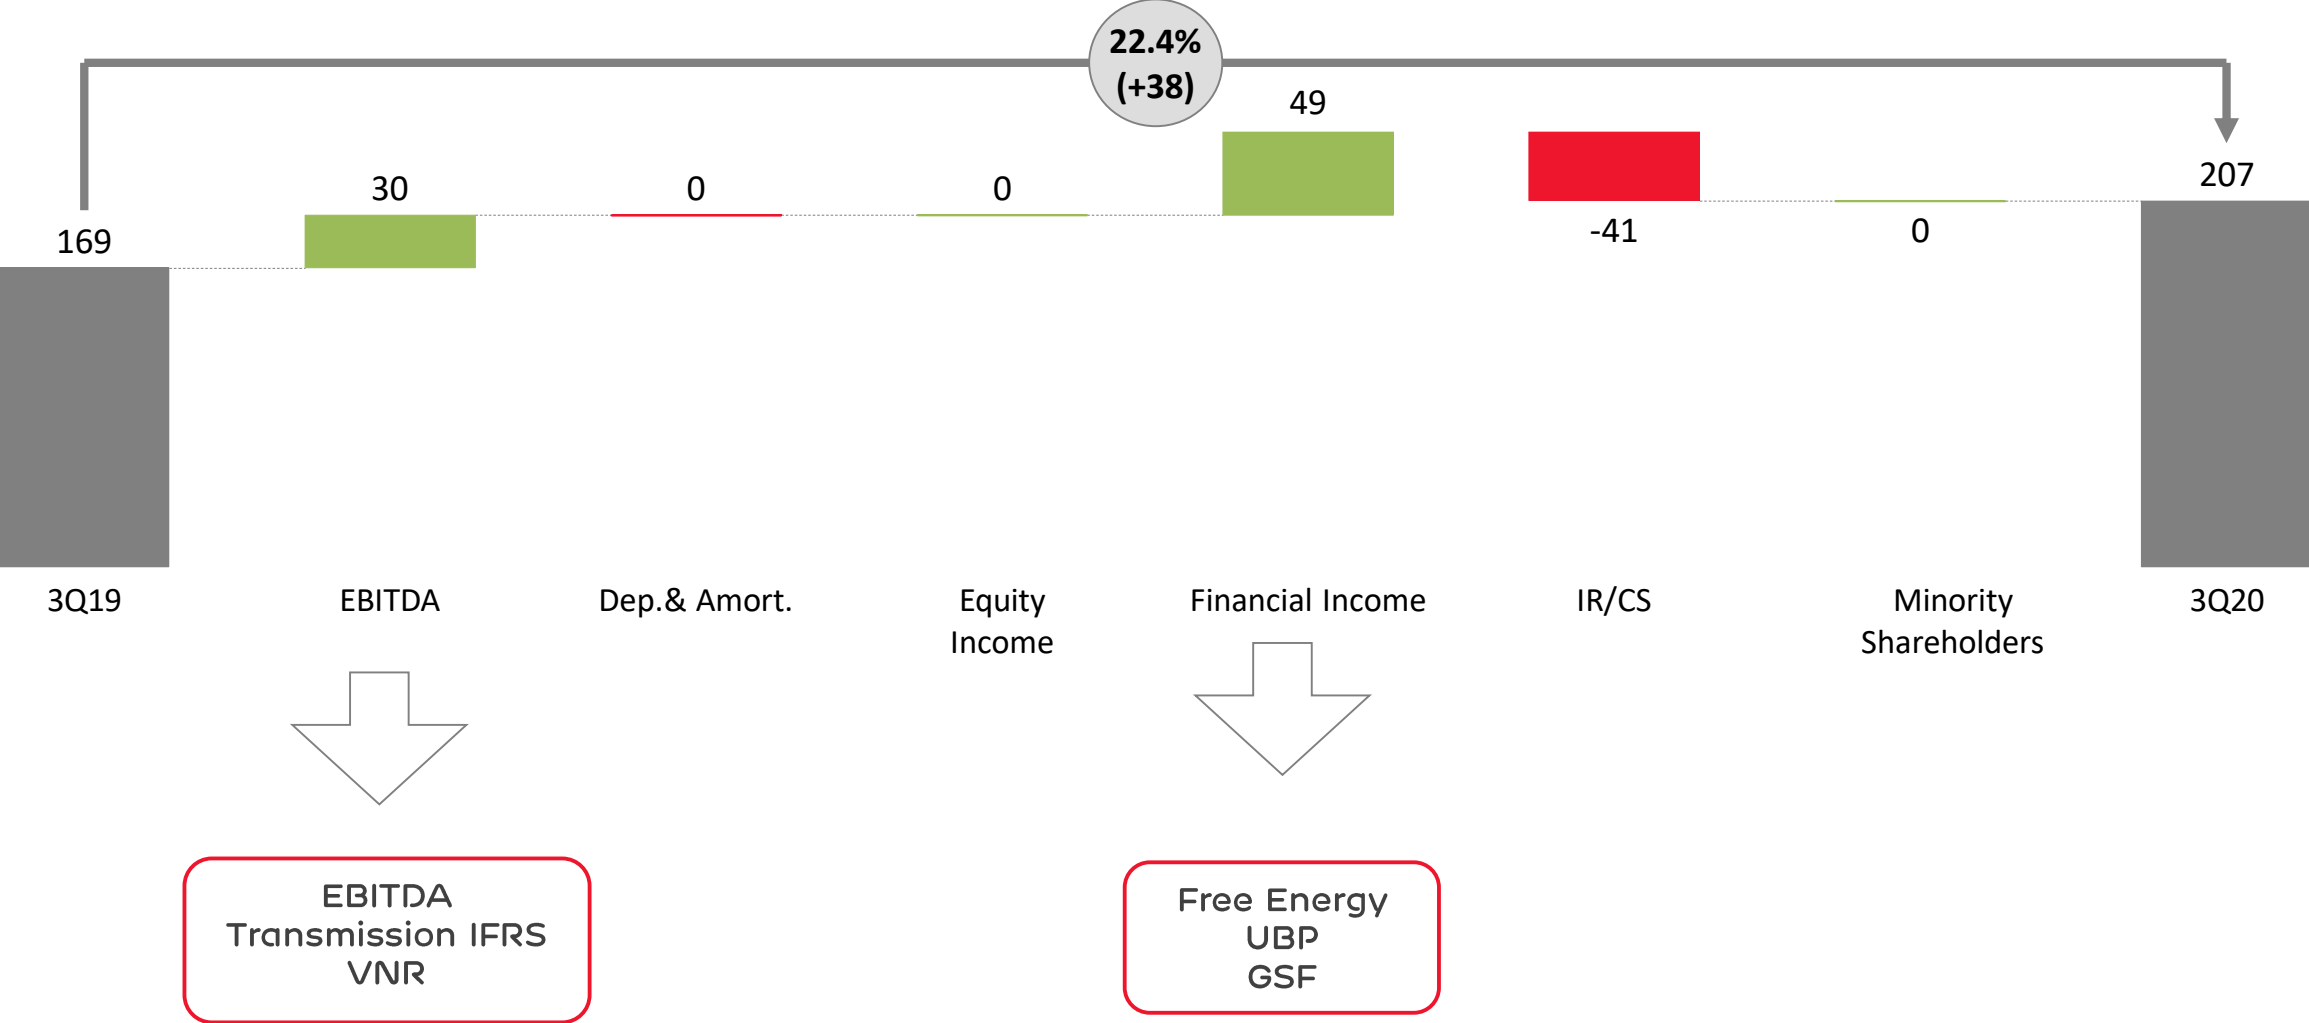 22.4%
(+38)
169
30
0
0
49
-41
0
207
3Q19
EBITDA
Dep.& Amort.
Equity
Income
Financial Income
IR/CS
Minority
Shareholders
3Q20
EBITDA
Transmission IFRS
VNR
Free Energy
UBP
GSF